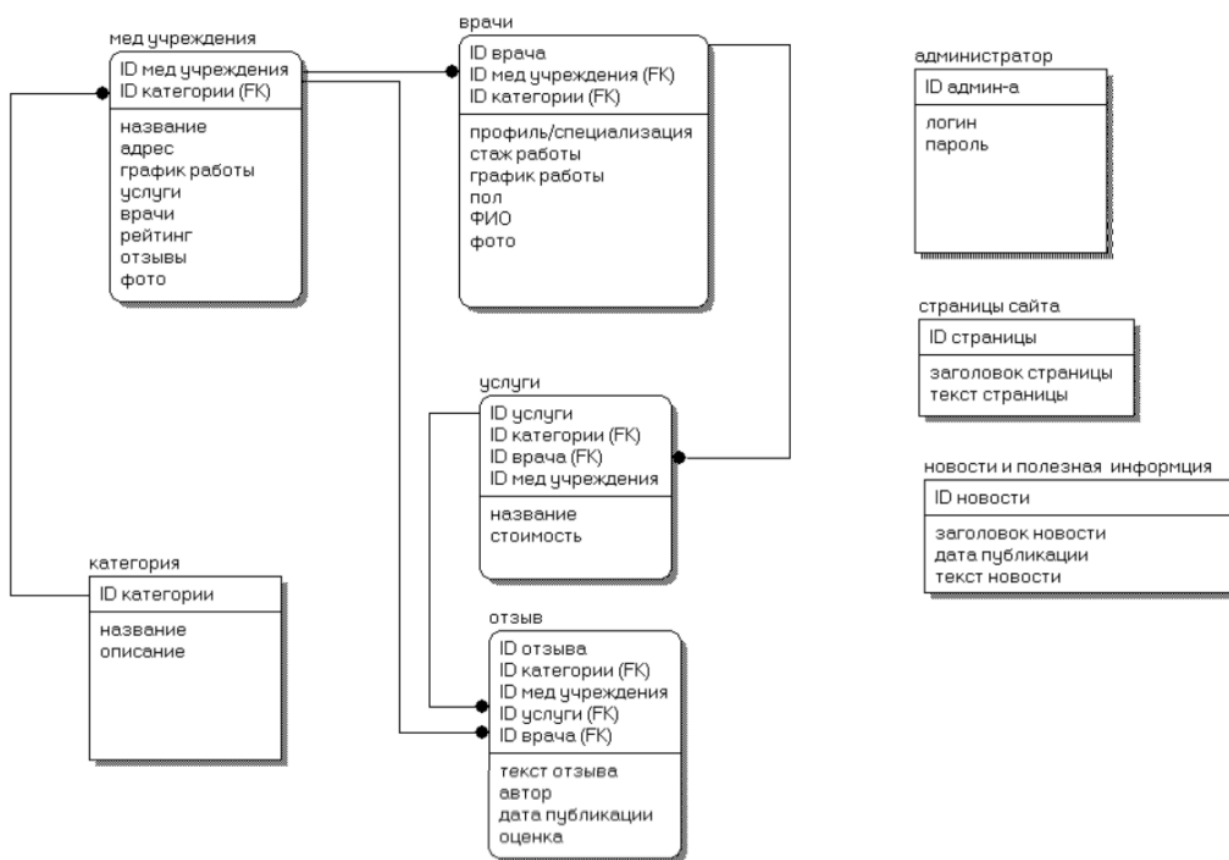 мед учреждения
ID мед учреждения
ID категории (FK)
название
адрес
график работы
услуги
врачи
рейтинг
отзывы
фото
врачи
ID врача
ID мед учреждения (FK)
ID категории (FK)
профиль/специализация
стаж работы
график работы
пол
ФИО
фото
администратор
ID админ-а
логин
пароль
страницы сайта
ID страницы
заголовок страницы
текст страницы
услуги
ID услуги
ID категории (FK)
ID врача (FK)
ID мед учреждения
название
стоимость
новости и полезная информция
ID новости
заголовок новости
дата публикации
текст новости
категория
ID категории
название
описание
отзыв
ID отзыва
ID категории (FK)
ID мед учреждения
ID услуги (FK)
ID врача (FK)
текст отзыва
автор
дата публикации
оценка